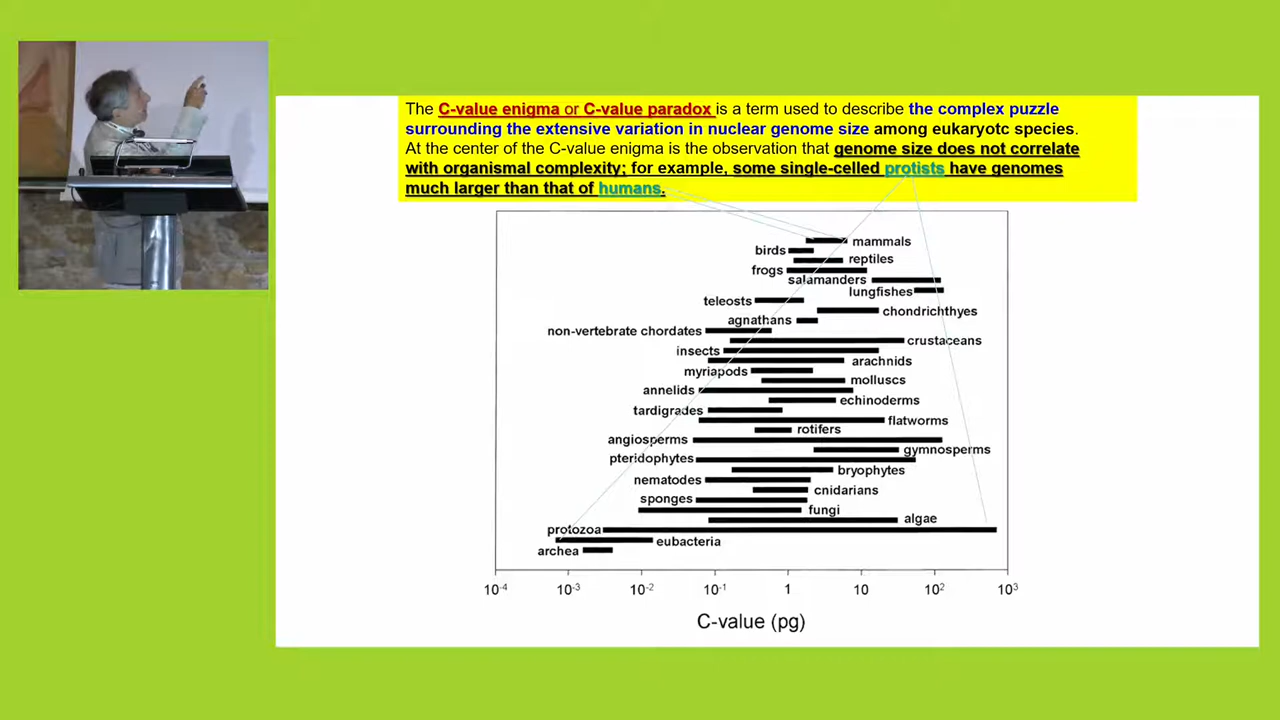 The C-value enigma or C-value paradox is a term used to describe the complex puzzle
surrounding the extensive variation in nuclear genome size among eukaryotc species.
At the center of the C-value enigma is the observation that genome size does not correlate
with organismal complexity; for example, some single-celled protists have genomes
much larger than that of humans.
mammals
birds
reptiles
frogs
salamanders
lungfishes
teleosts
chondrichthyes
agnathans
non-vertebrate chordates
crustaceans
insects
arachnids
myriapods
molluscs
annelids
echinoderms
tardigrades
flatworms
rotifers
angiosperms
gymnosperms
pteridophytes
bryophytes
nematodes
cnidarians
sponges
fungi
algae
protozoa
eubacteria
archea
10⁻⁴ 10⁻³ 10⁻² 10⁻¹ 1 10 10² 10³
C-value (pg)